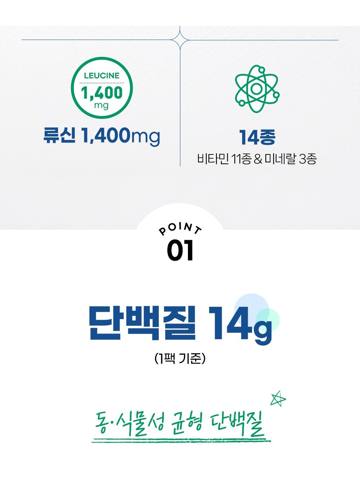 LEUCINE
1,400
mg
류신 1,400mg
14종
비타민 11종 & 미네랄 3종
POINT
01
단백질 14g
(1팩 기준)
동·식물성 균형 단백질